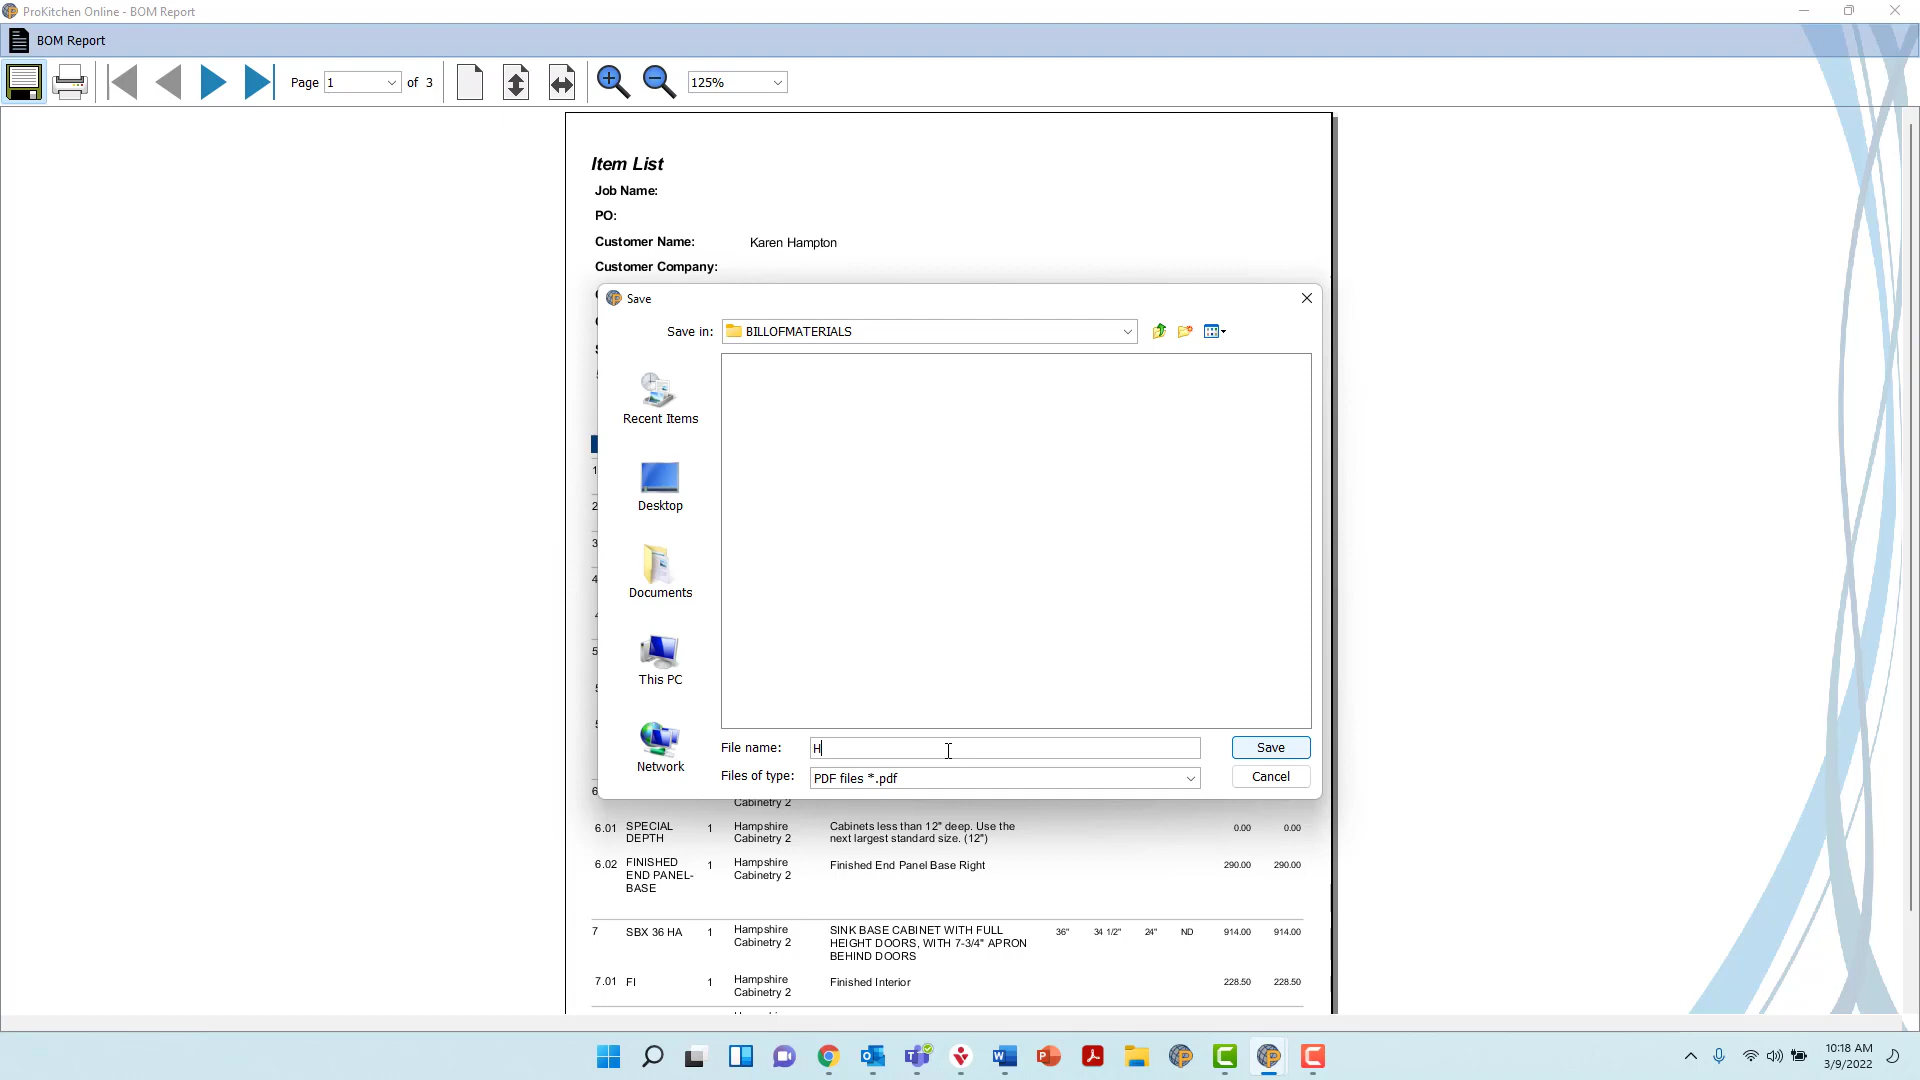 ProKitchen Online - BOM Report
BOM Report
Page 1 of 3
125%
Item List
Job Name:
PO:
Customer Name: Karen Hampton
Customer Company:
Save
Save in: BILLOFMATERIALS
Recent Items
Desktop
Documents
This PC
Network
File name: H
Save
Files of type: PDF files *.pdf
Cancel
1
2
3
4
5
6
Cabinetry 2
6.01 SPECIAL 1 Hampshire Cabinets less than 12" deep. Use the 0.00 0.00
DEPTH Cabinetry 2 next largest standard size. (12")
6.02 FINISHED 1 Hampshire Finished End Panel Base Right 290.00 290.00
END PANEL- Cabinetry 2
BASE
7 SBX 36 HA 1 Hampshire SINK BASE CABINET WITH FULL 36" 34 1/2" 24" ND 914.00 914.00
Cabinetry 2 HEIGHT DOORS, WITH 7-3/4" APRON
BEHIND DOORS
7.01 FI 1 Hampshire Finished Interior 228.50 228.50
Cabinetry 2
10:18 AM
3/9/2022